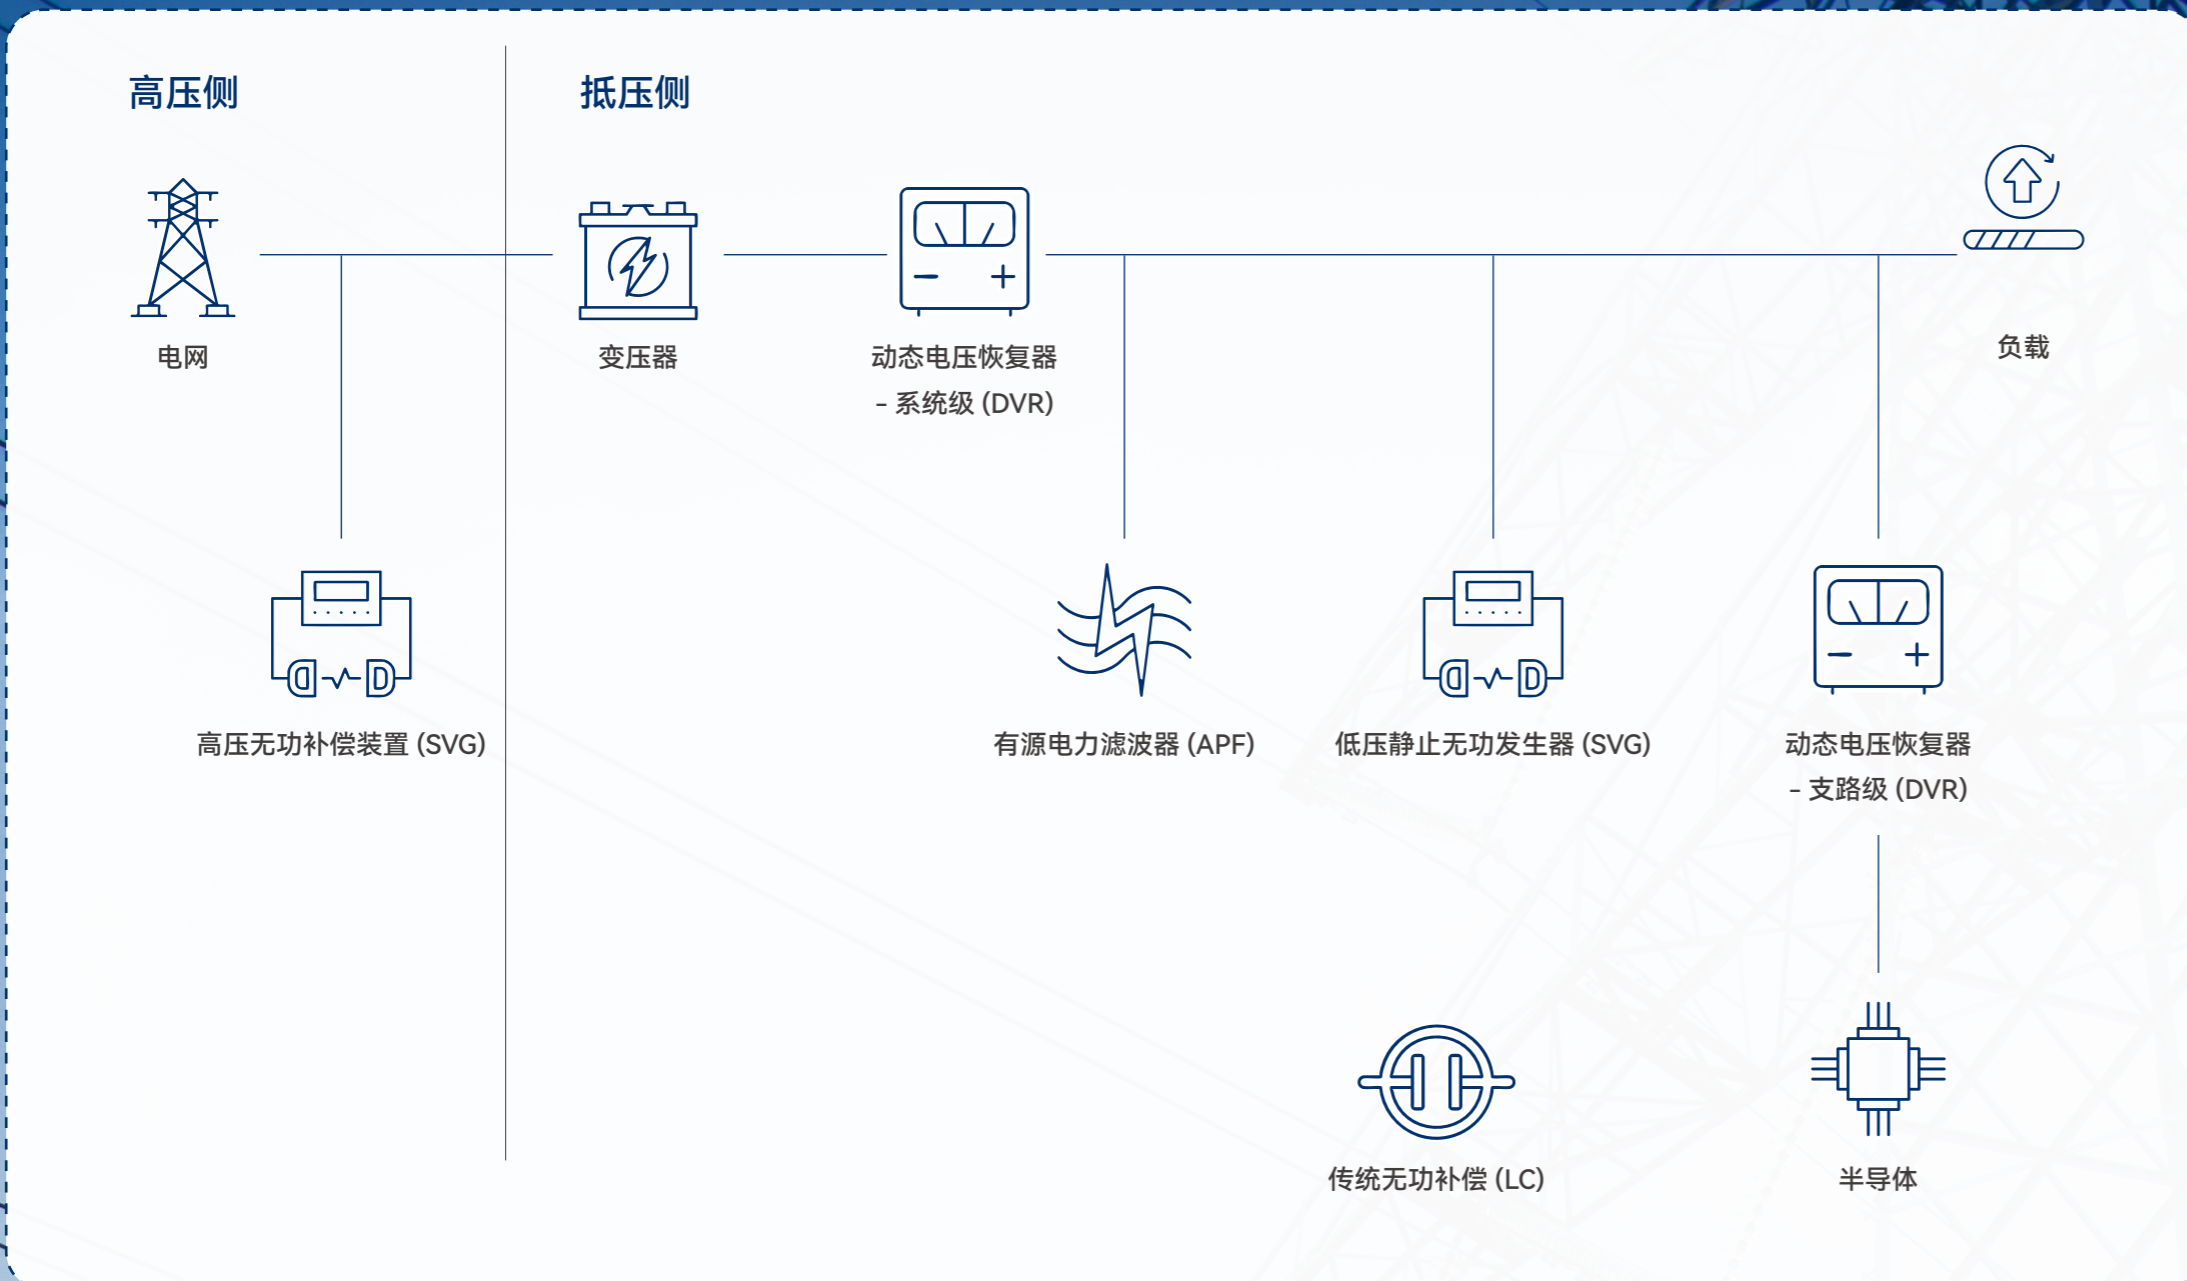 高压侧
抵压侧
电网
变压器
动态电压恢复器
– 系统级 (DVR)
负载
高压无功补偿装置 (SVG)
有源电力滤波器 (APF)
低压静止无功发生器 (SVG)
动态电压恢复器
– 支路级 (DVR)
传统无功补偿 (LC)
半导体